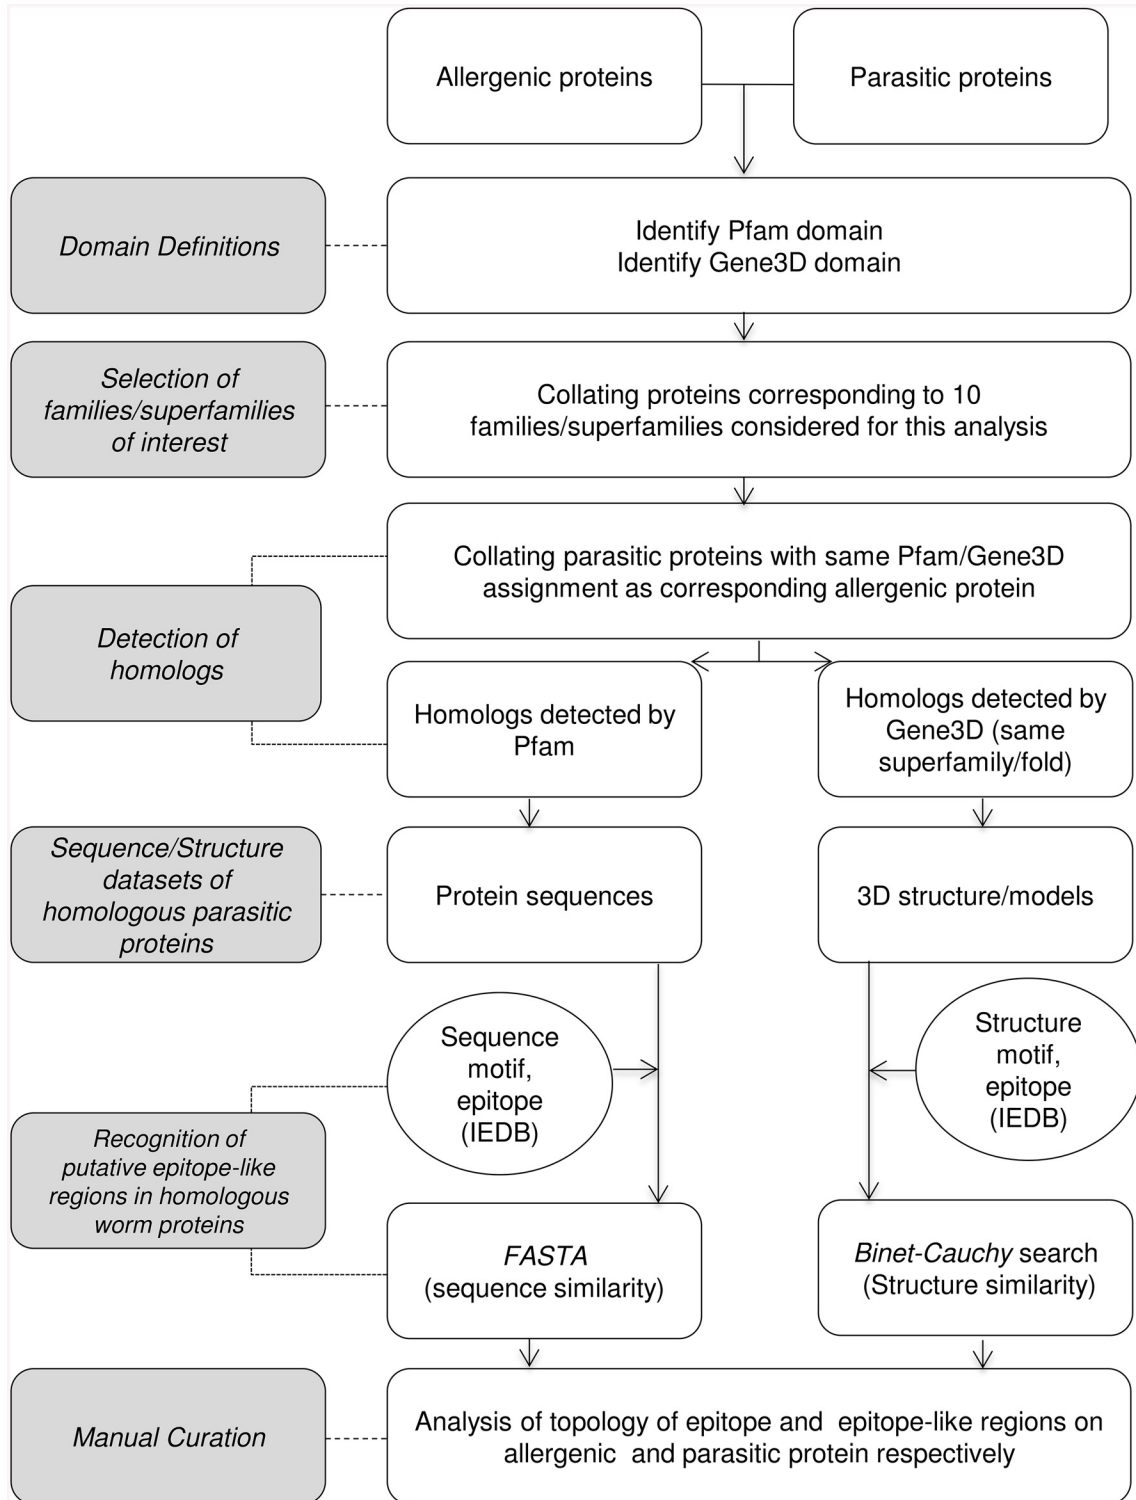 Allergenic proteins
Parasitic proteins
Domain Definitions
Identify Pfam domain
Identify Gene3D domain
Selection of
families/superfamilies
of interest
Collating proteins corresponding to 10
families/superfamilies considered for this analysis
Collating parasitic proteins with same Pfam/Gene3D
assignment as corresponding allergenic protein
Detection of
homologs
Homologs detected by
Pfam
Homologs detected by
Gene3D (same
superfamily/fold)
Sequence/Structure
datasets of
homologous parasitic
proteins
Protein sequences
3D structure/models
Sequence
motif,
epitope
(IEDB)
Structure
motif,
epitope
(IEDB)
Recognition of
putative epitope-like
regions in homologous
worm proteins
FASTA
(sequence similarity)
Binet-Cauchy search
(Structure similarity)
Manual Curation
Analysis of topology of epitope and epitope-like regions on
allergenic and parasitic protein respectively